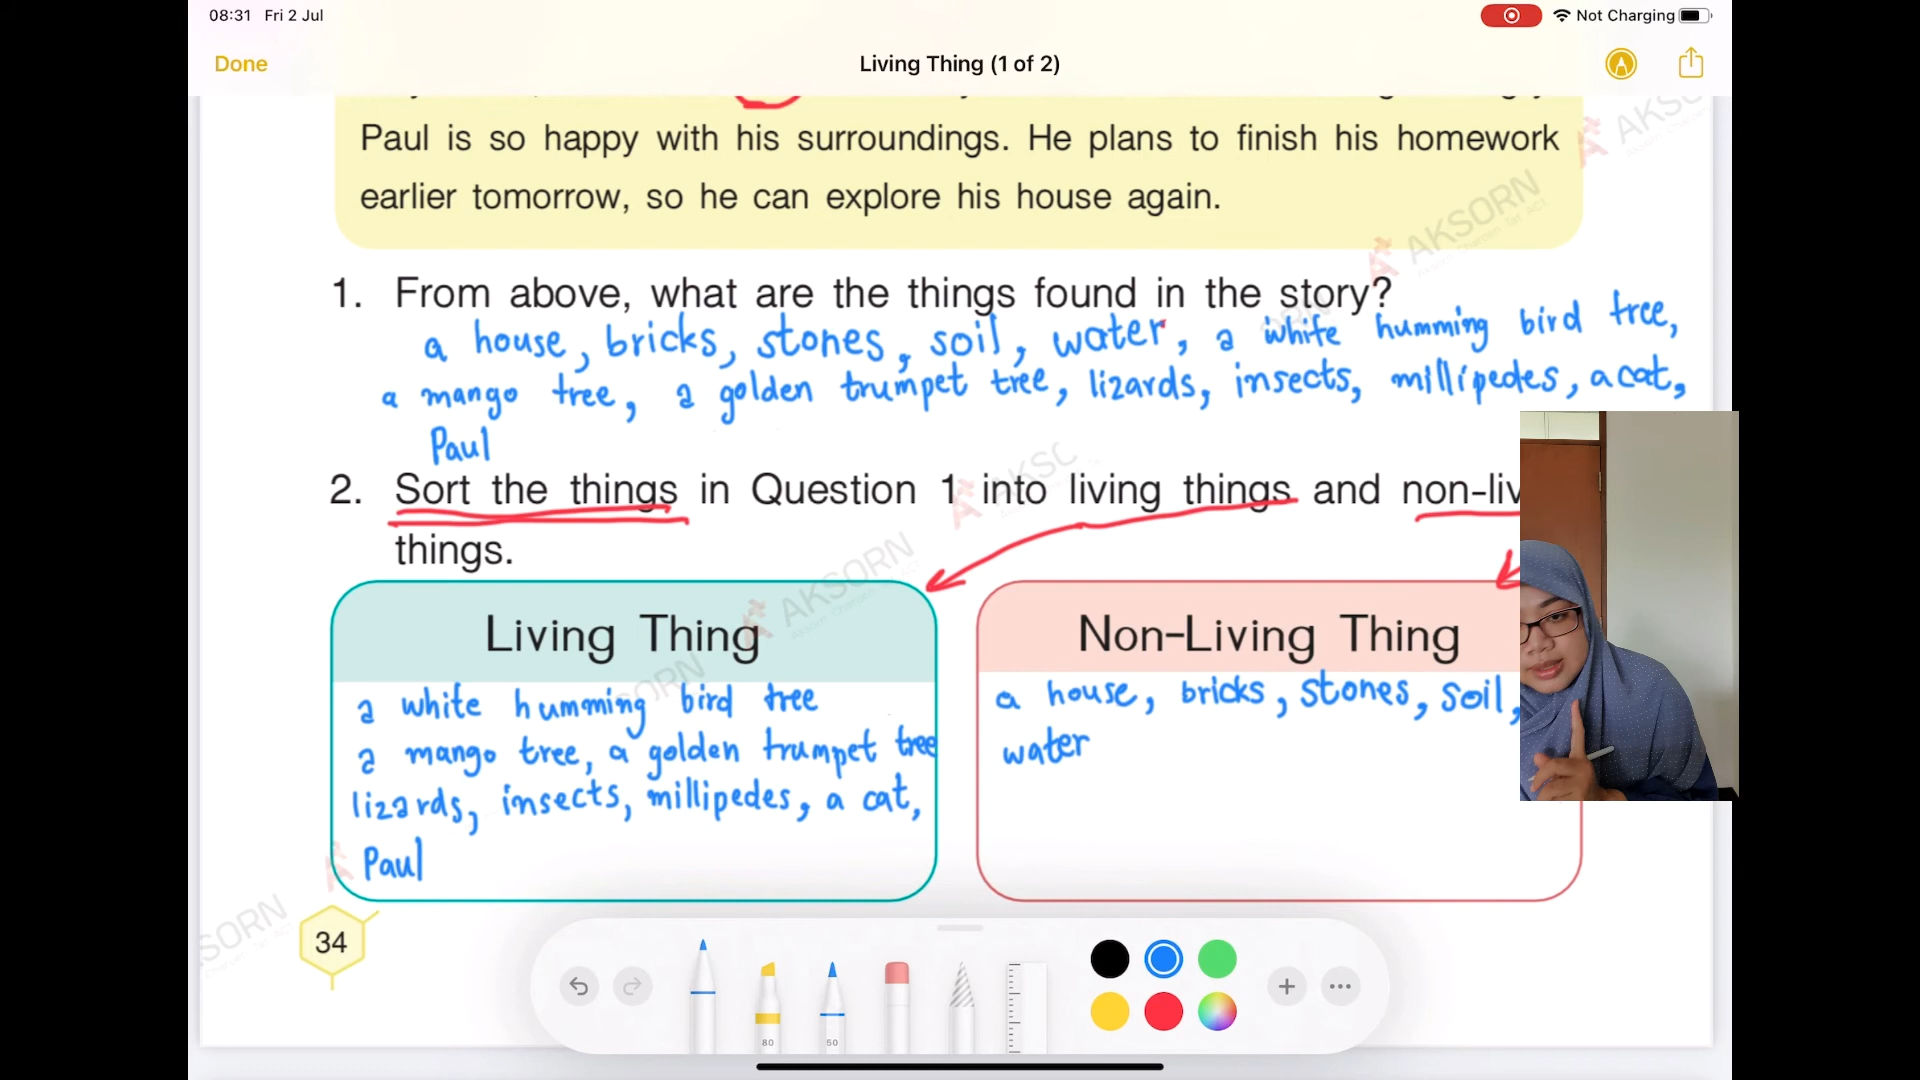 08:31 Fri 2 Jul
Not Charging
Done
Living Thing (1 of 2)
Paul is so happy with his surroundings. He plans to finish his homework
earlier tomorrow, so he can explore his house again.
1. From above, what are the things found in the story?
a house, bricks, stones, soil, water, a white humming bird tree,
a mango tree, a golden trumpet tree, lizards, insects, millipedes, a cat,
Paul
2. Sort the things in Question 1 into living things and non-liv
things.
Living Thing
a white humming bird tree
a mango tree, a golden trumpet tree
lizards, insects, millipedes, a cat,
Paul
Non-Living Thing
a house, bricks, stones, soil,
water
34
80
50
AKSORN
AKSORN
AKSORN